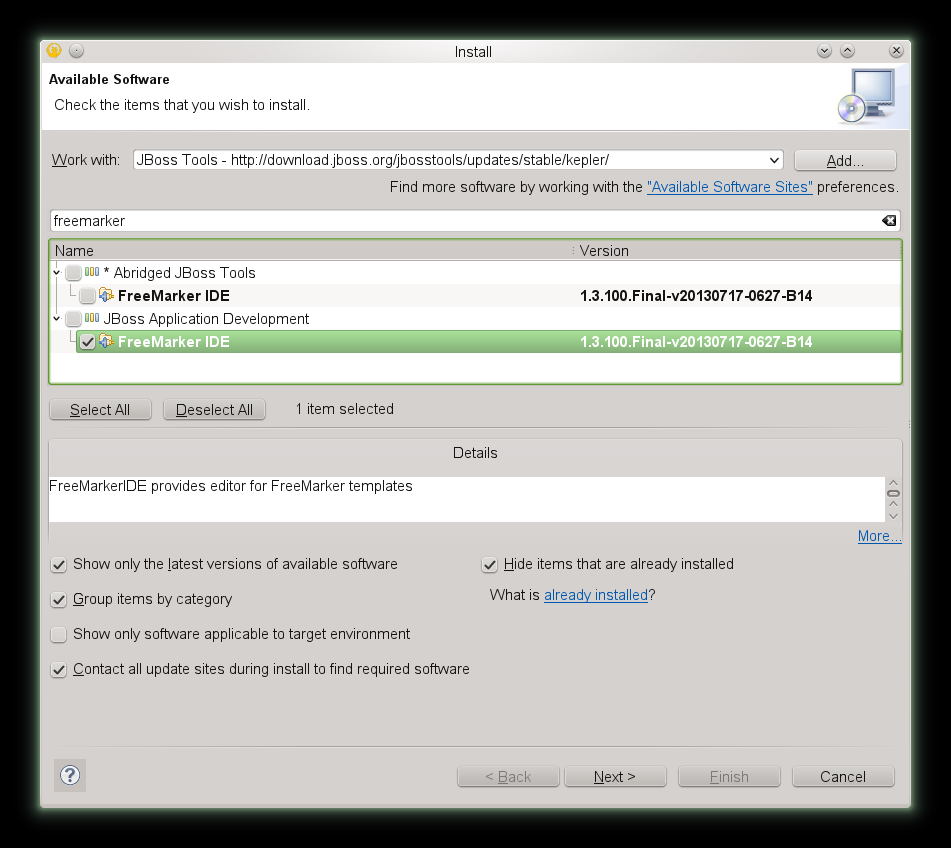 Install
Available Software
Check the items that you wish to install.
Work with: JBoss Tools - http://download.jboss.org/jbosstools/updates/stable/kepler/ Add...
Find more software by working with the "Available Software Sites" preferences.
freemarker
Name Version
* Abridged JBoss Tools
FreeMarker IDE 1.3.100.Final-v20130717-0627-B14
JBoss Application Development
FreeMarker IDE 1.3.100.Final-v20130717-0627-B14
Select All Deselect All 1 item selected
Details
FreeMarkerIDE provides editor for FreeMarker templates
More...
Show only the latest versions of available software Hide items that are already installed
Group items by category What is already installed?
Show only software applicable to target environment
Contact all update sites during install to find required software
? < Back Next > Finish Cancel